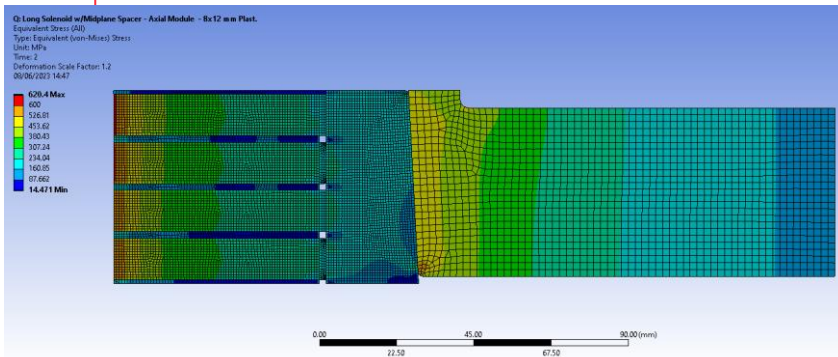 Q: Long Solenoid w/Midplane Spacer - Axial Module - 8x12 mm Plast.
Equivalent Stress (All)
Type: Equivalent (von-Mises) Stress
Unit: MPa
Time: 2
Deformation Scale Factor: 1.2
08/06/2023 14:47
620.4 Max
600
526.81
453.62
380.43
307.24
234.04
160.85
87.662
14.471 Min
0.00
45.00
90.00 (mm)
22.50
67.50